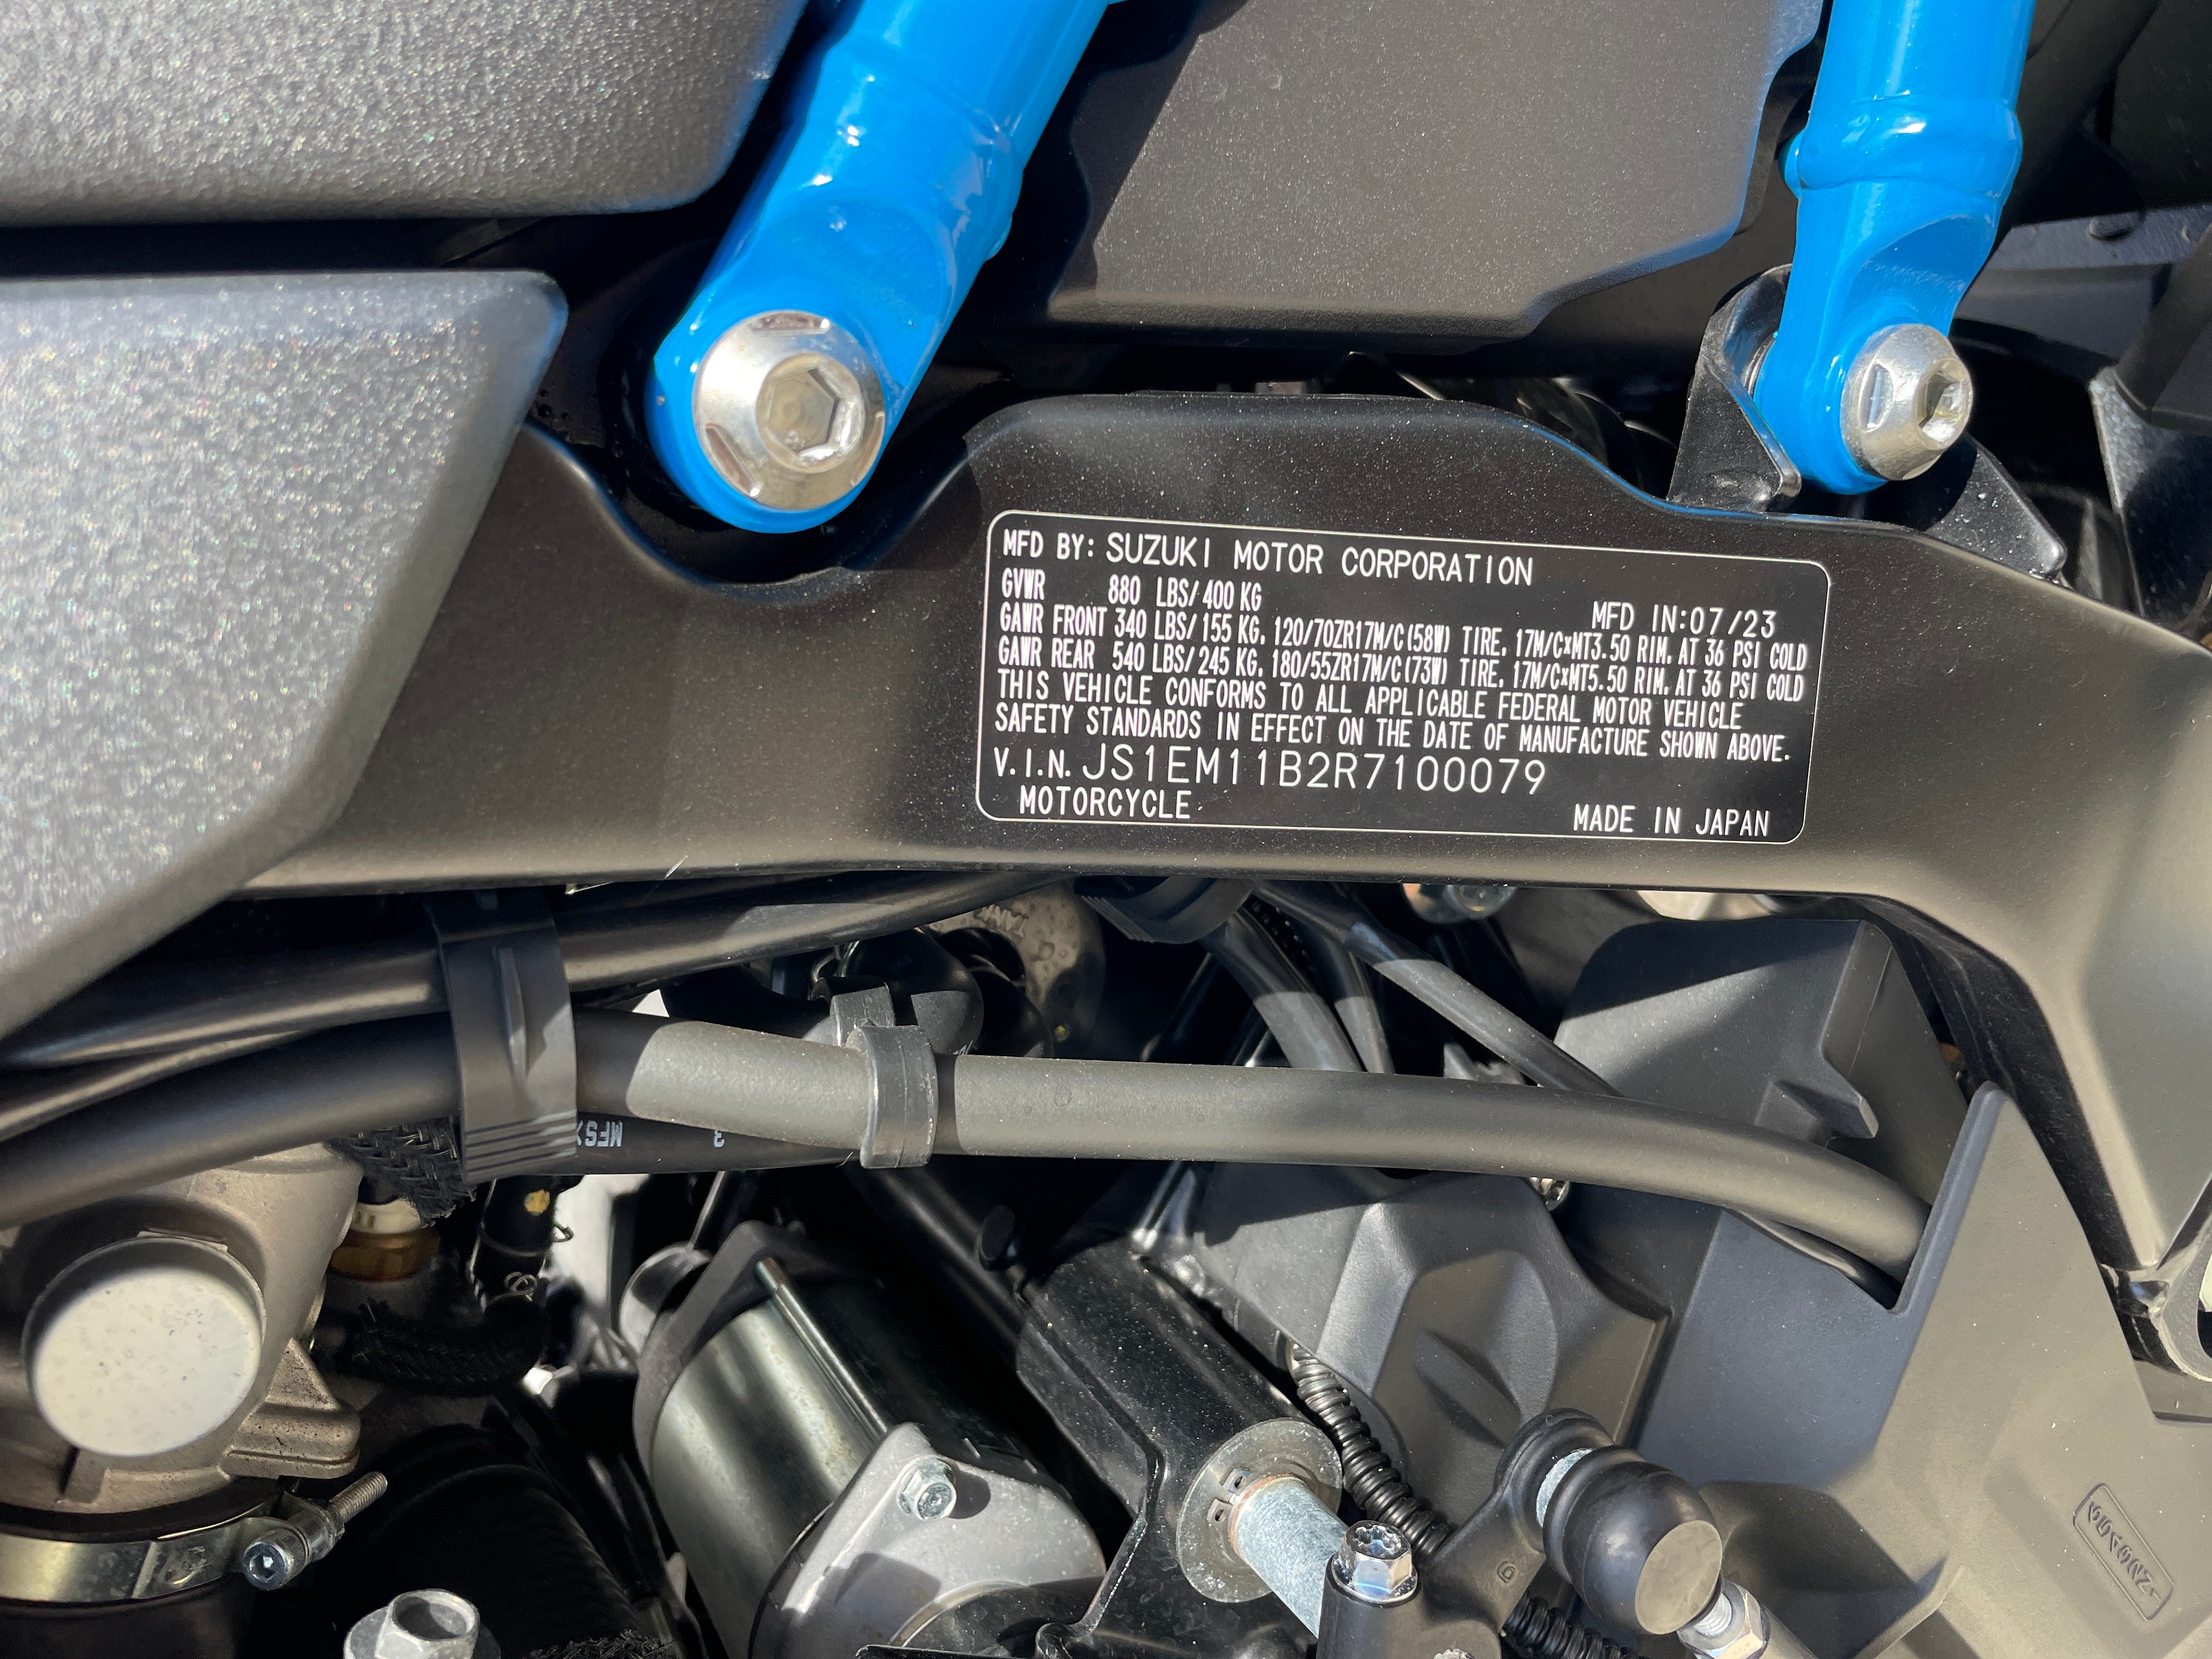 MFD BY: SUZUKI MOTOR CORPORATION
GVWR 880 LBS/ 400 KG
MFD IN:07/23
GAWR FRONT 340 LBS/ 155 KG, 120/70ZR17M/C(58W) TIRE, 17M/CxMT3.50 RIM, AT 36 PSI COLD
GAWR REAR 540 LBS/ 245 KG, 180/55ZR17M/C(73W) TIRE, 17M/CxMT5.50 RIM, AT 36 PSI COLD
THIS VEHICLE CONFORMS TO ALL APPLICABLE FEDERAL MOTOR VEHICLE
SAFETY STANDARDS IN EFFECT ON THE DATE OF MANUFACTURE SHOWN ABOVE.
V.I.N. JS1EM11B2R7100079
MOTORCYCLE
MADE IN JAPAN
3